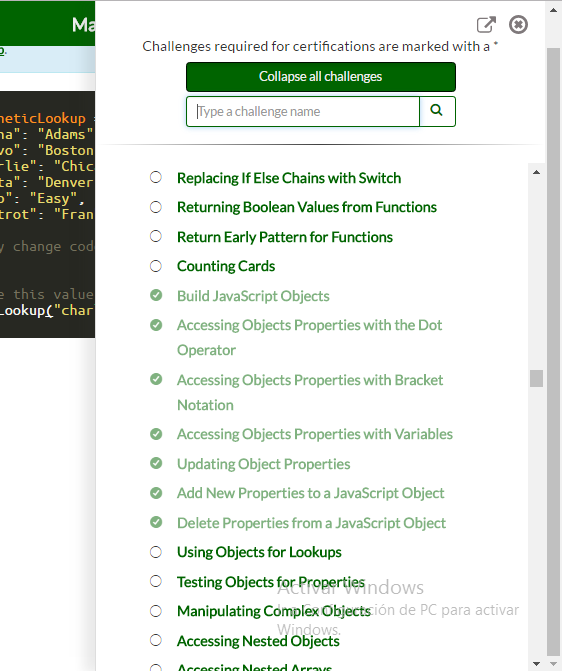 Ma
Challenges required for certifications are marked with a *
Collapse all challenges
Type a challenge name
neticLookup =
na": "Adams"
vo": "Boston
rlie": "Chic
ta": "Denver
o": "Easy",
trot": "Fran
y change cod
e this value
Lookup("char
Replacing If Else Chains with Switch
Returning Boolean Values from Functions
Return Early Pattern for Functions
Counting Cards
Build JavaScript Objects
Accessing Objects Properties with the Dot
Operator
Accessing Objects Properties with Bracket
Notation
Accessing Objects Properties with Variables
Updating Object Properties
Add New Properties to a JavaScript Object
Delete Properties from a JavaScript Object
Using Objects for Lookups
Testing Objects for Properties
Manipulating Complex Objects
Accessing Nested Objects
Accessing Nested Arrays
Activar Windows
Ir a Configuración de PC para activar
Windows.